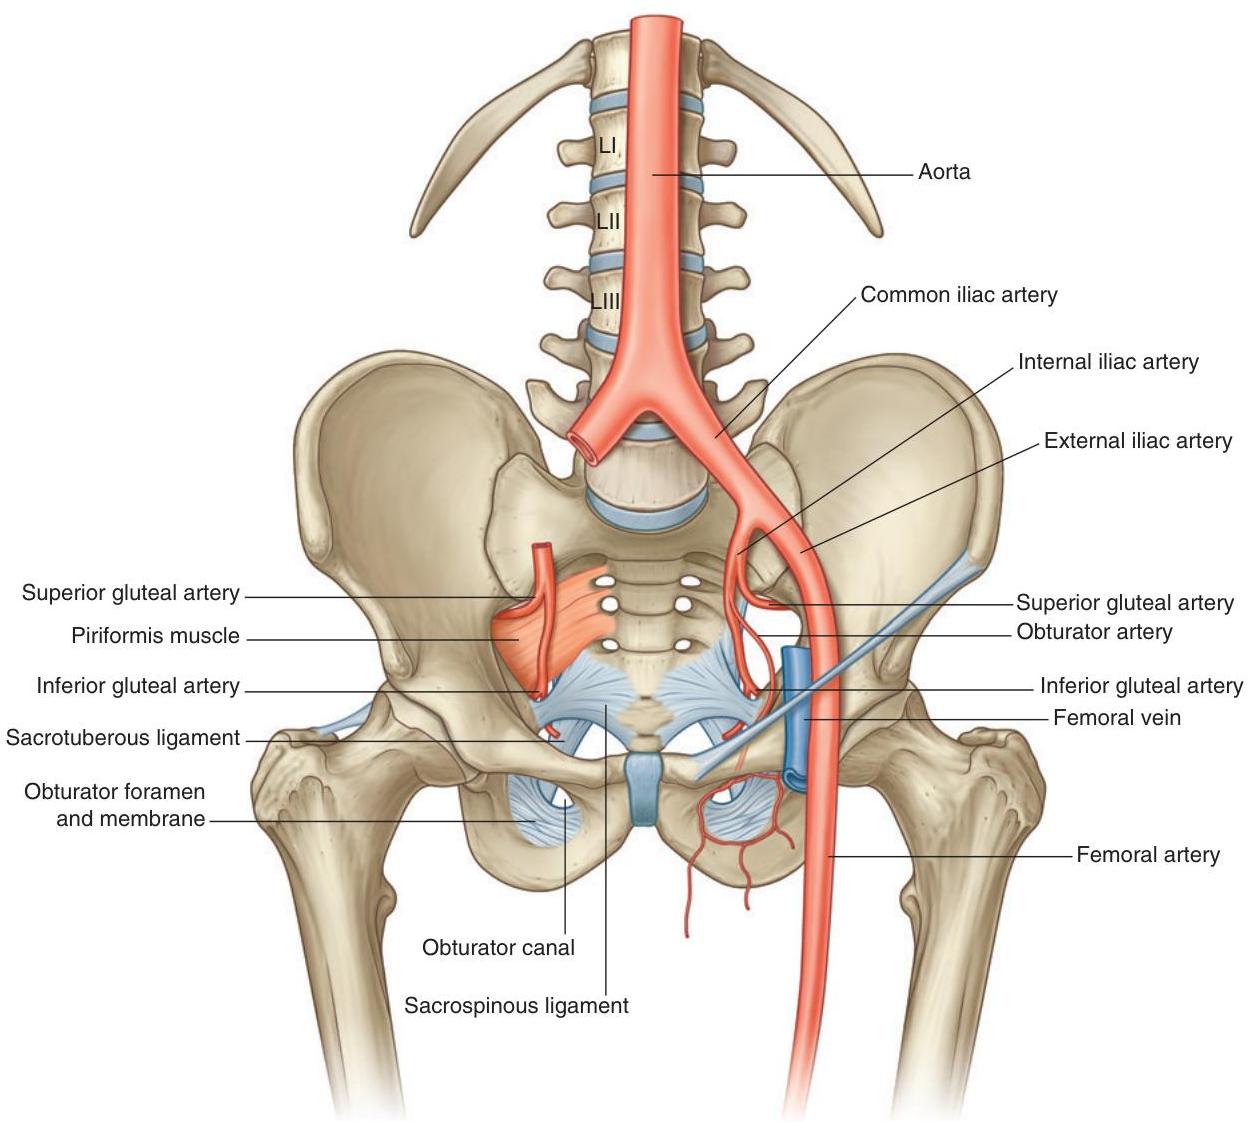 LI
Aorta
LII
LIII
Common iliac artery
Internal iliac artery
External iliac artery
Superior gluteal artery
Piriformis muscle
Inferior gluteal artery
Sacrotuberous ligament
Obturator foramen
and membrane
Superior gluteal artery
Obturator artery
Inferior gluteal artery
Femoral vein
Femoral artery
Obturator canal
Sacrospinous ligament